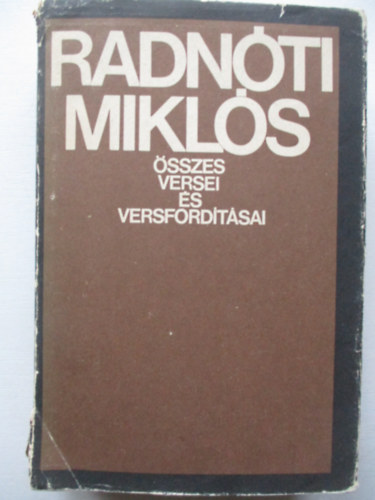 RADNÓTI
MIKLÓS
ÖSSZES
VERSEI
ÉS
VERSFORDÍTÁSAI